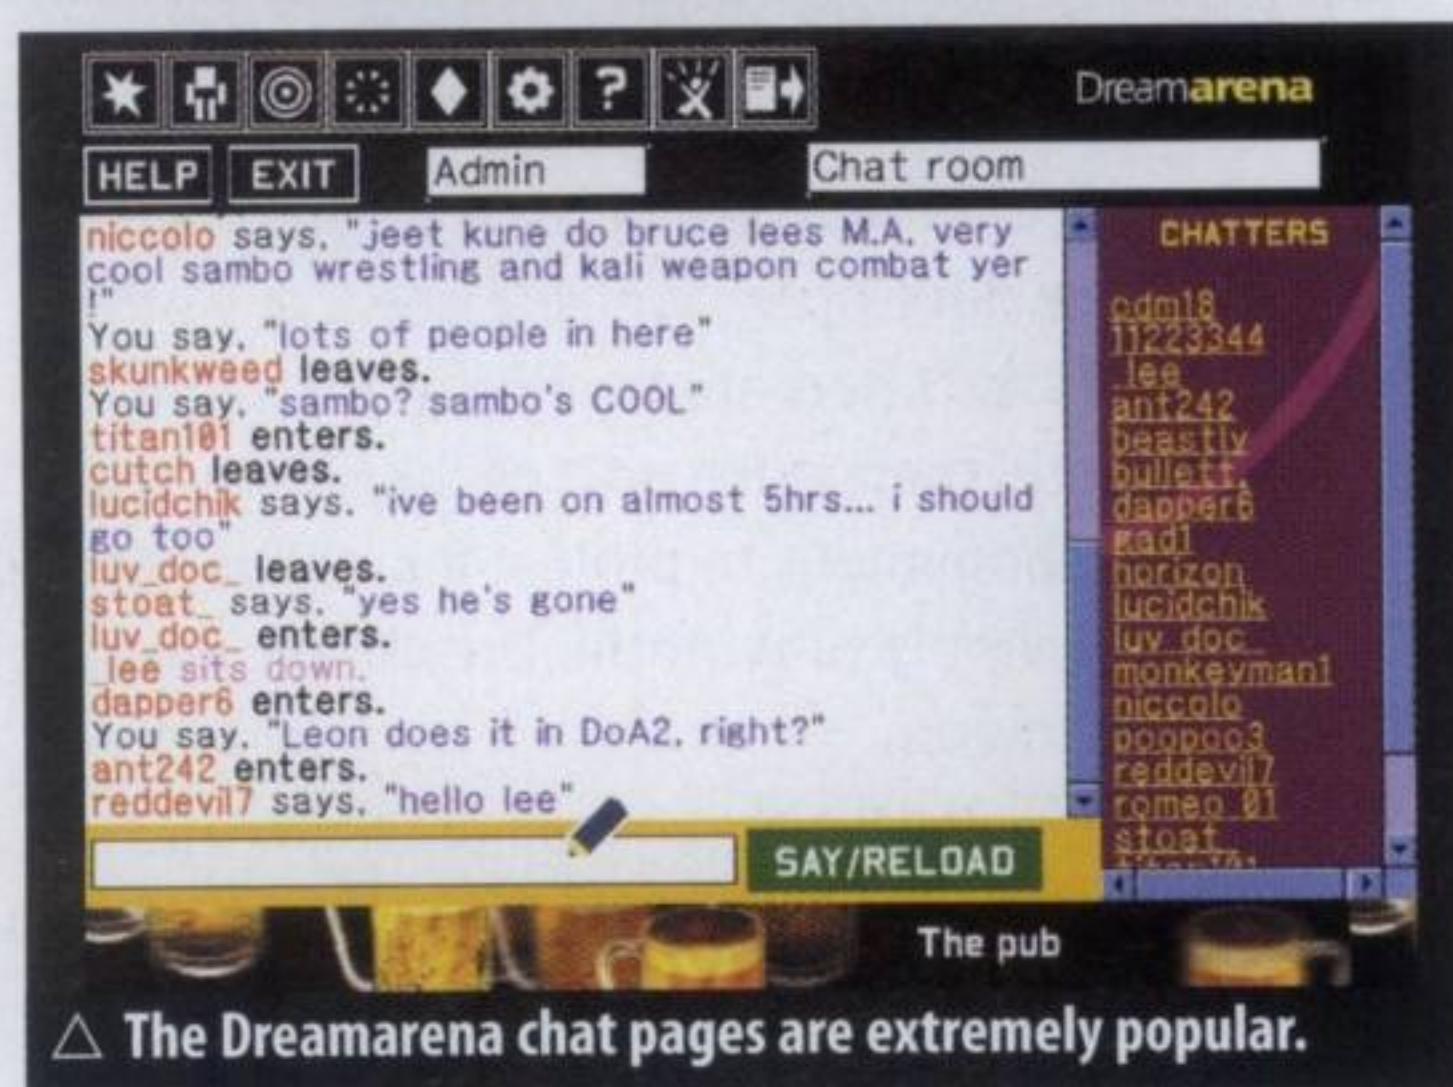 Dreamarena
HELP EXIT Admin Chat room
niccolo says, "jeet kune do bruce lees M.A. very
cool sambo wrestling and kali weapon combat yer
!"
You say, "lots of people in here"
skunkweed leaves.
You say, "sambo? sambo's COOL"
titan101 enters.
cutch leaves.
lucidchik says, "ive been on almost 5hrs... i should
go too"
luv_doc_ leaves.
stoat_ says, "yes he's gone"
luv_doc_ enters.
_lee sits down.
dapper6 enters.
You say, "Leon does it in DoA2, right?"
ant242 enters.
reddevil7 says, "hello lee"
SAY/RELOAD
CHATTERS
cdm18
11223344
_lee
ant242
beastly
bullett.
dapper6
gad1
horizon
lucidchik
luv_doc_
monkeyman1
niccolo
poopoo3
reddevil7
romeo_01
stoat_
titan101
The pub
△ The Dreamarena chat pages are extremely popular.